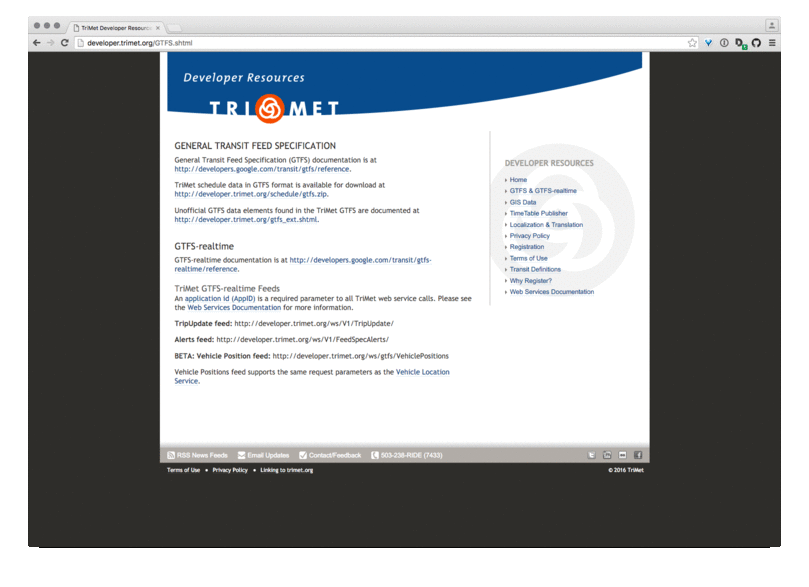 TriMet Developer Resource
developer.trimet.org/GTFS.shtml
Developer Resources
TRI MET
GENERAL TRANSIT FEED SPECIFICATION
General Transit Feed Specification (GTFS) documentation is at
http://developers.google.com/transit/gtfs/reference.
TriMet schedule data in GTFS format is available for download at
http://developer.trimet.org/schedule/gtfs.zip.
Unofficial GTFS data elements found in the TriMet GTFS are documented at
http://developer.trimet.org/gtfs_ext.shtml.
GTFS-realtime
GTFS-realtime documentation is at http://developers.google.com/transit/gtfs-
realtime/reference.
TriMet GTFS-realtime Feeds
An application id (AppID) is a required parameter to all TriMet web service calls. Please see
the Web Services Documentation for more information.
TripUpdate feed: http://developer.trimet.org/ws/V1/TripUpdate/
Alerts feed: http://developer.trimet.org/ws/V1/FeedSpecAlerts/
BETA: Vehicle Position feed: http://developer.trimet.org/ws/gtfs/VehiclePositions
Vehicle Positions feed supports the same request parameters as the Vehicle Location
Service.
DEVELOPER RESOURCES
Home
GTFS & GTFS-realtime
GIS Data
TimeTable Publisher
Localization & Translation
Privacy Policy
Registration
Terms of Use
Transit Definitions
Why Register?
Web Services Documentation
RSS News Feeds Email Updates Contact/Feedback 503-238-RIDE (7433)
Terms of Use • Privacy Policy • Linking to trimet.org © 2016 TriMet